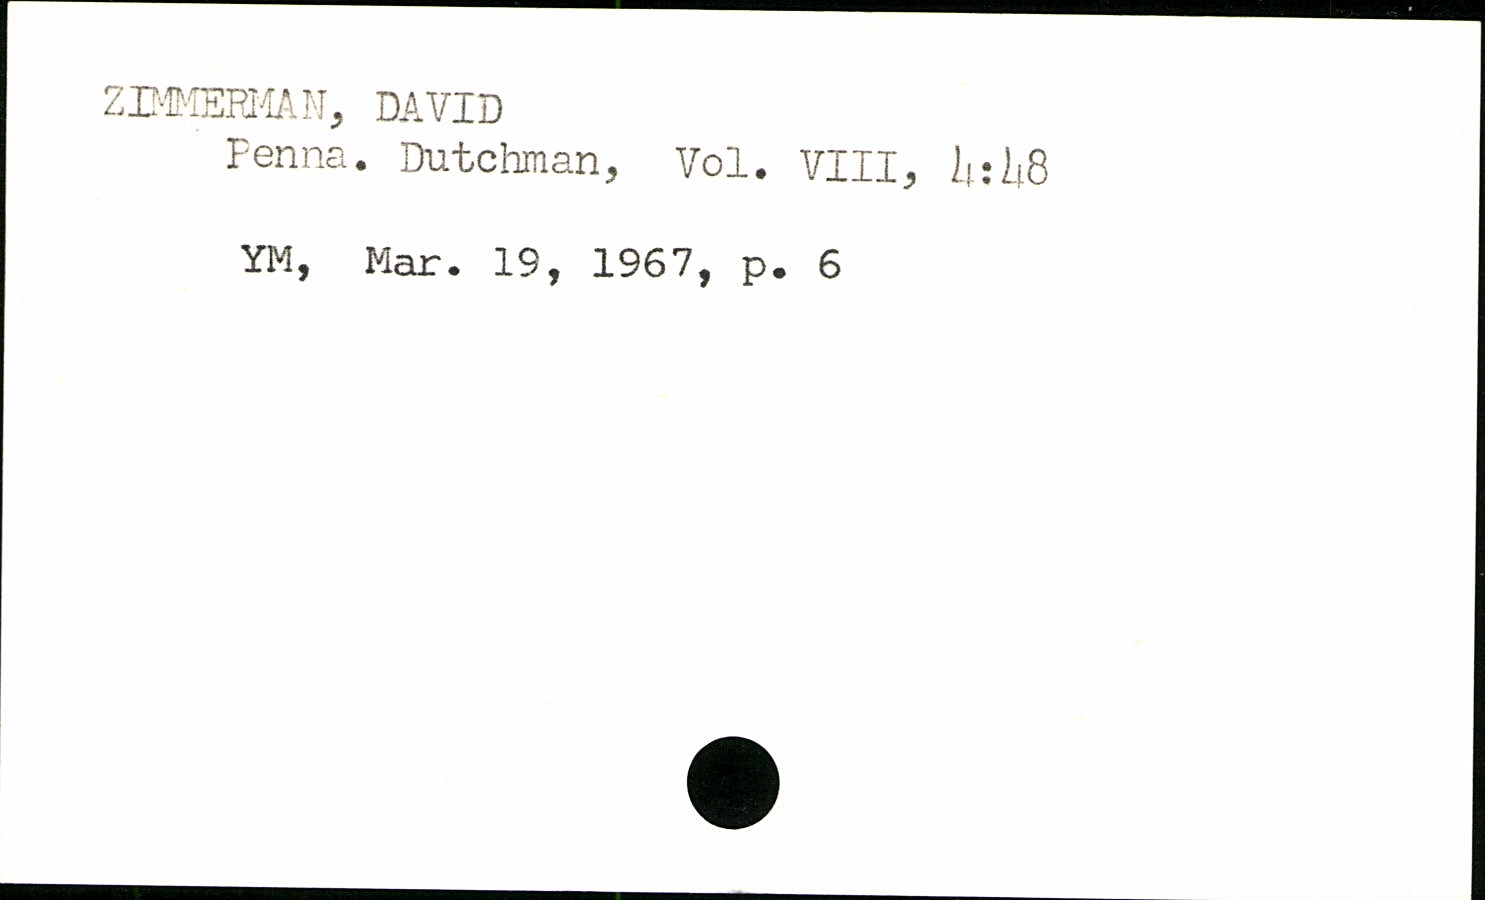 ZIMMERMAN, DAVID
Penna. Dutchman, Vol. VIII, 4:48
YM, Mar. 19, 1967, p. 6